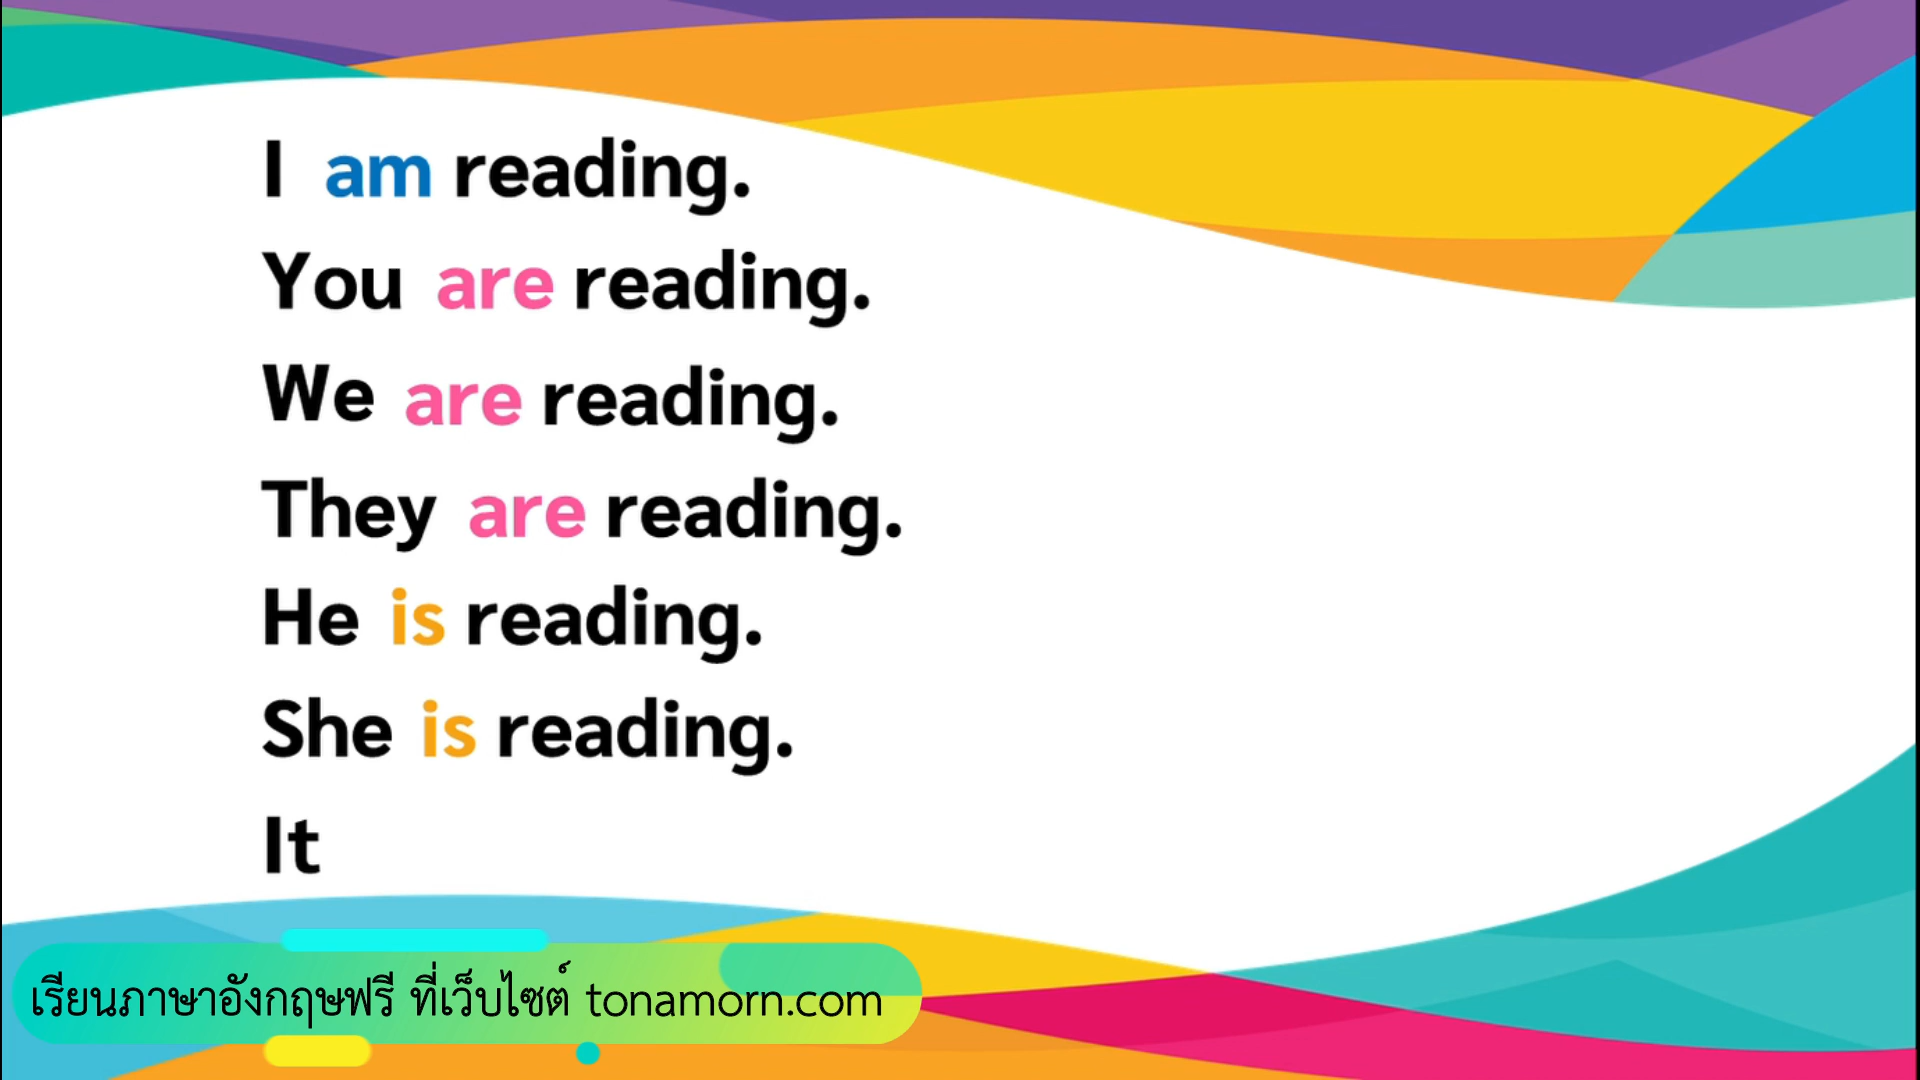 I am reading.
You are reading.
We are reading.
They are reading.
He is reading.
She is reading.
It
เรียนภาษาอังกฤษฟรี ที่เว็บไซต์ tonamorn.com